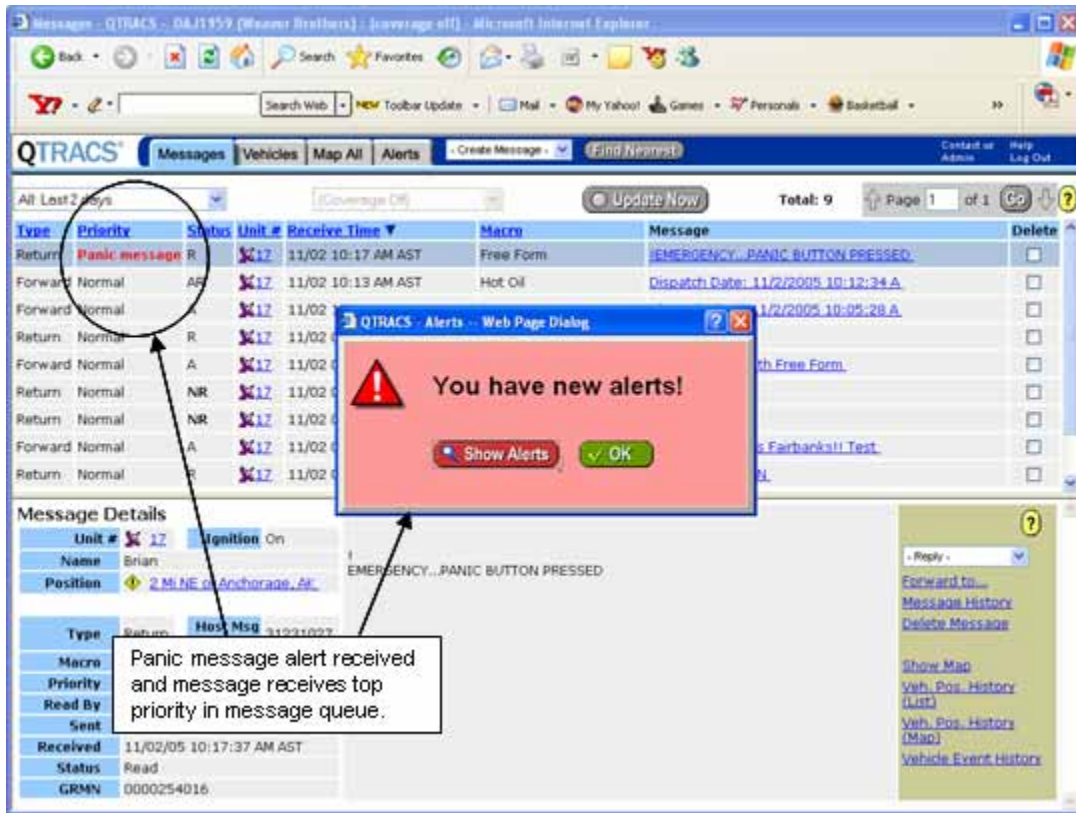 Messages - QTRACS - OAJ1959 (Weaver Brothers) : (coverage off) - Microsoft Internet Explorer
Back Search Favorites
Y! Search Web NEW Toolbar Update Mail My Yahoo! Games Personals Basketball »
QTRACS Messages Vehicles Map All Alerts - Create Message - Find Nearest Contact us Help
Admin Log Out
All: Last 2 days (Coverage Off) Update Now Total: 9 Page 1 of 1 Go ?
Type Priority Status Unit # Receive Time Macro Message Delete
Return Panic message R 17 11/02 10:17 AM AST Free Form !EMERGENCY...PANIC BUTTON PRESSED
Forward Normal AR 17 11/02 10:13 AM AST Hot Oil Dispatch Date: 11/2/2005 10:12:34 A
Forward Normal A 17 11/02 1/2/2005 10:05:28 A
Return Normal R 17 11/02
Forward Normal A 17 11/02 th Free Form
Return Normal NR 17 11/02
Return Normal NR 17 11/02
Forward Normal A 17 11/02 s Fairbanks!! Test
Return Normal R 17 11/02 N
QTRACS - Alerts -- Web Page Dialog
You have new alerts!
Show Alerts OK
Message Details
Unit # 17 Ignition On
Name Brian
Position 2 Mi NE of Anchorage, AK
Type Return Host Msg 31231027
Macro
Priority
Read By
Sent
Received 11/02/05 10:17:37 AM AST
Status Read
GRMN 0000254016
!
EMERGENCY...PANIC BUTTON PRESSED
?
- Reply -
Forward to...
Message History
Delete Message
Show Map
Veh. Pos. History
(List)
Veh. Pos. History
(Map)
Vehicle Event History
Panic message alert received
and message receives top
priority in message queue.